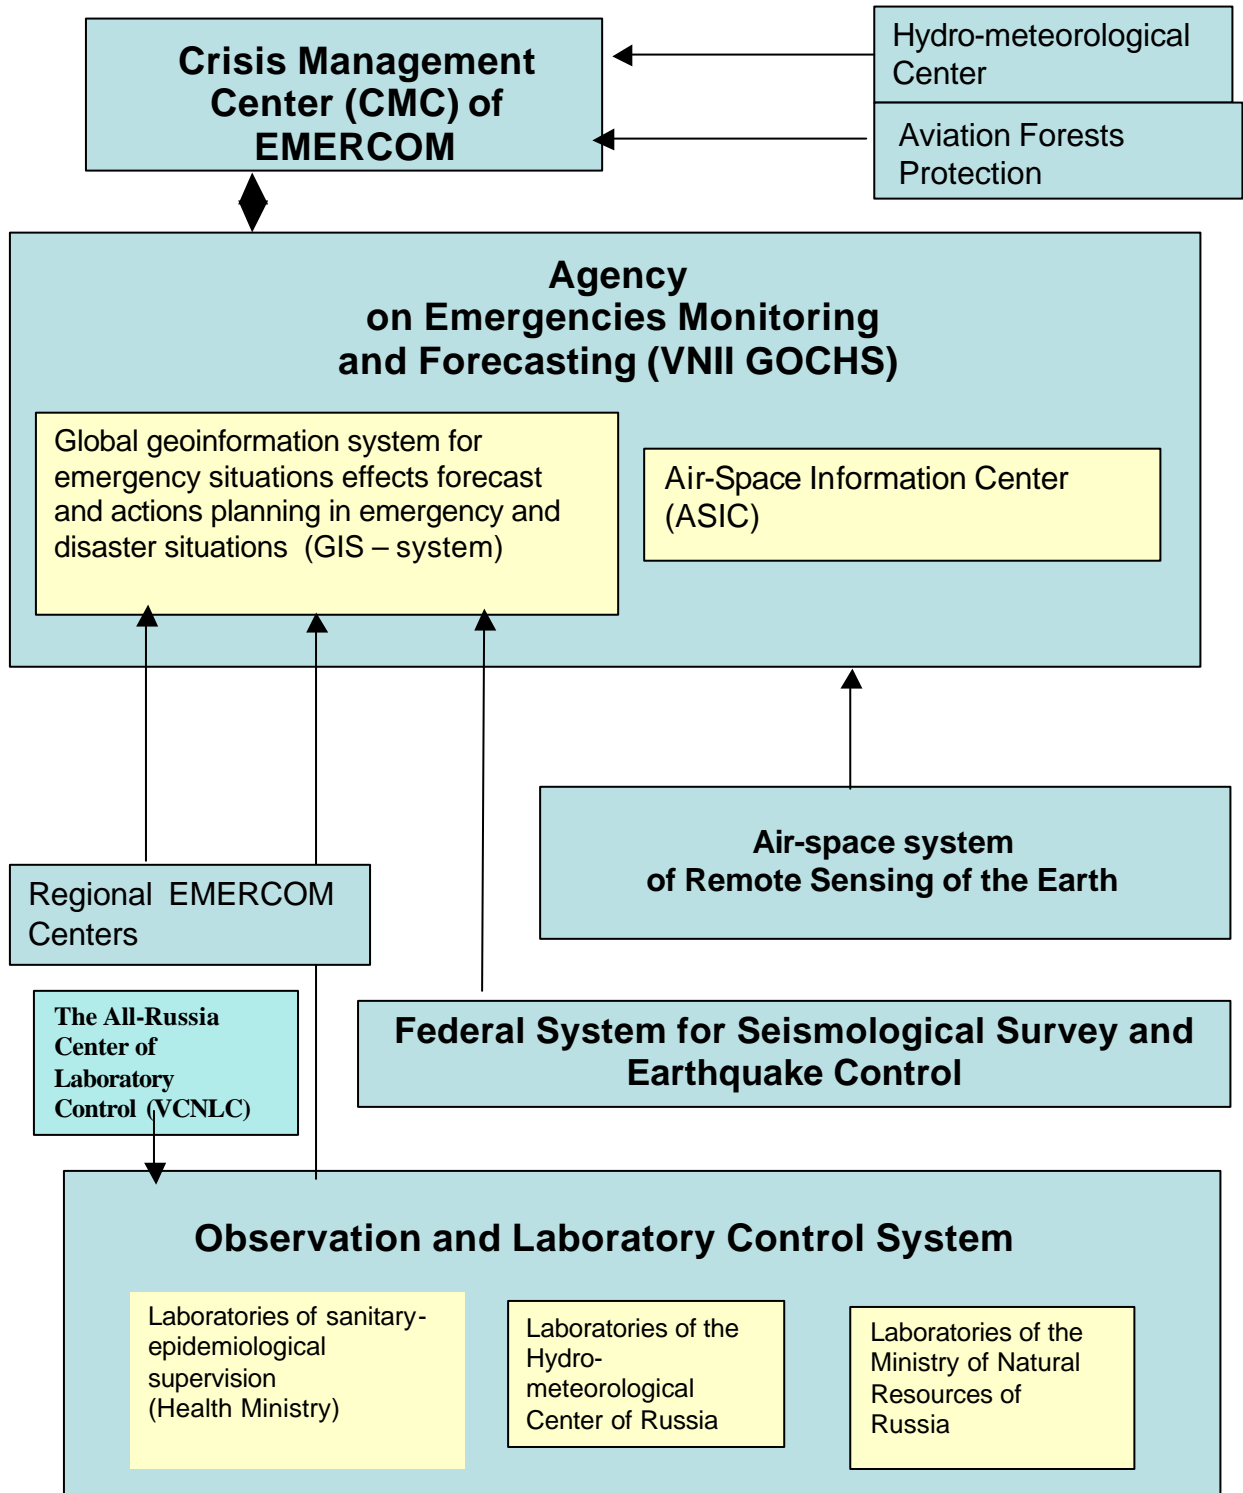 Crisis Management
Center (CMC) of
EMERCOM
Hydro-meteorological
Center
Aviation Forests
Protection
Agency
on Emergencies Monitoring
and Forecasting (VNII GOCHS)
Global geoinformation system for
emergency situations effects forecast
and actions planning in emergency and
disaster situations (GIS – system)
Air-Space Information Center
(ASIC)
Air-space system
of Remote Sensing of the Earth
Regional EMERCOM
Centers
The All-Russia
Center of
Laboratory
Control (VCNLC)
Federal System for Seismological Survey and
Earthquake Control
Observation and Laboratory Control System
Laboratories of sanitary-
epidemiological
supervision
(Health Ministry)
Laboratories of the
Hydro-
meteorological
Center of Russia
Laboratories of the
Ministry of Natural
Resources of
Russia